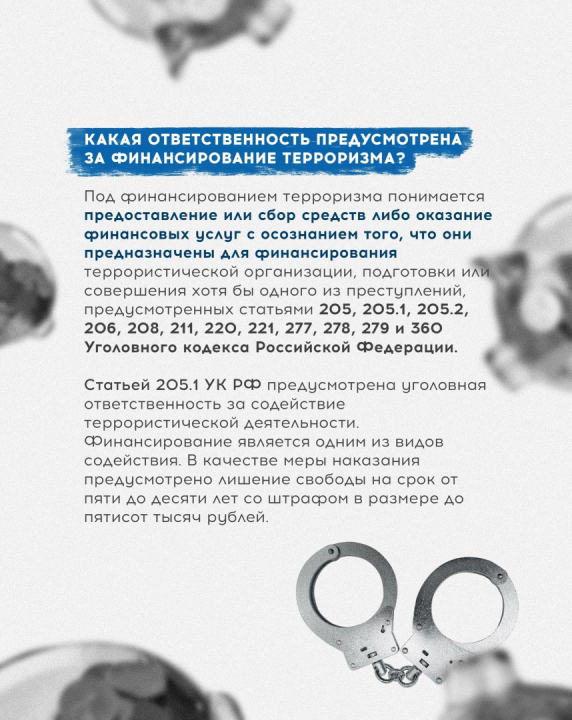 КАКАЯ ОТВЕТСТВЕННОСТЬ ПРЕДУСМОТРЕНА
ЗА ФИНАНСИРОВАНИЕ ТЕРРОРИЗМА?
Под финансированием терроризма понимается
предоставление или сбор средств либо оказание
финансовых услуг с осознанием того, что они
предназначены для финансирования
террористической организации, подготовки или
совершения хотя бы одного из преступлений,
предусмотренных статьями 205, 205.1, 205.2,
206, 208, 211, 220, 221, 277, 278, 279 и 360
Уголовного кодекса Российской Федерации.
Статьей 205.1 УК РФ предусмотрена уголовная
ответственность за содействие
террористической деятельности.
Финансирование является одним из видов
содействия. В качестве меры наказания
предусмотрено лишение свободы на срок от
пяти до десяти лет со штрафом в размере до
пятисот тысяч рублей.